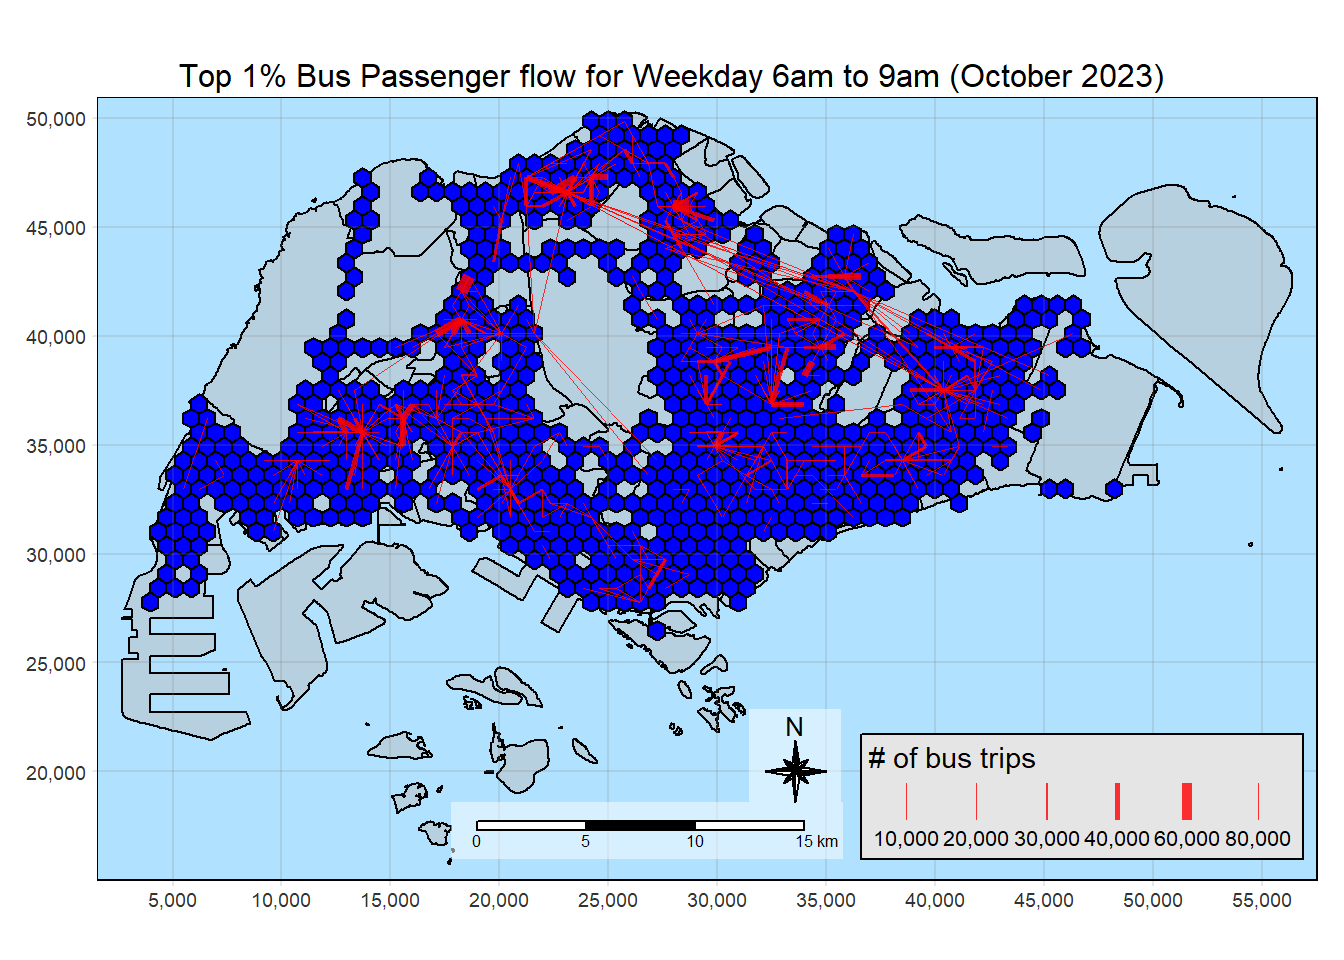 Top 1% Bus Passenger flow for Weekday 6am to 9am (October 2023)
50,000
45,000
40,000
35,000
30,000
25,000
20,000
N
# of bus trips
10,000 20,000 30,000 40,000 60,000 80,000
0 5 10 15 km
5,000 10,000 15,000 20,000 25,000 30,000 35,000 40,000 45,000 50,000 55,000